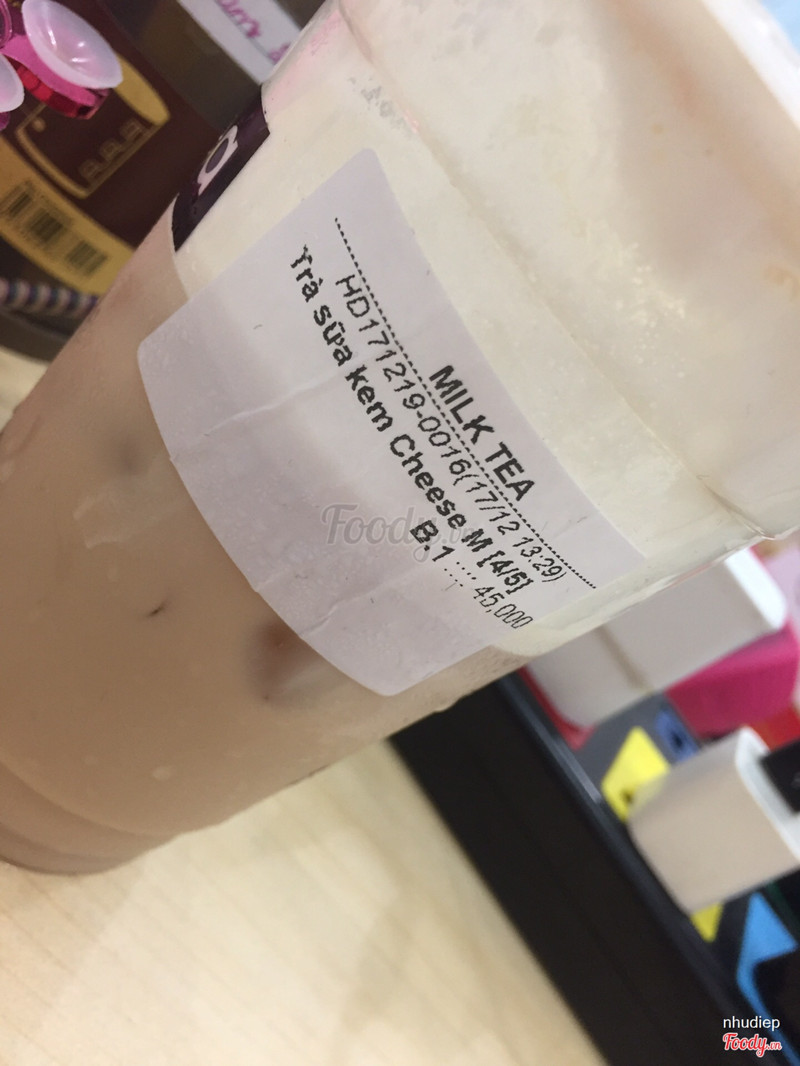 MILK TEA
HD171219-0016(17/12 13:29)
Trà sữa kem Cheese M [4/5]
B.1 .... 45,000
Foody.vn
nhudiep
Foody.vn